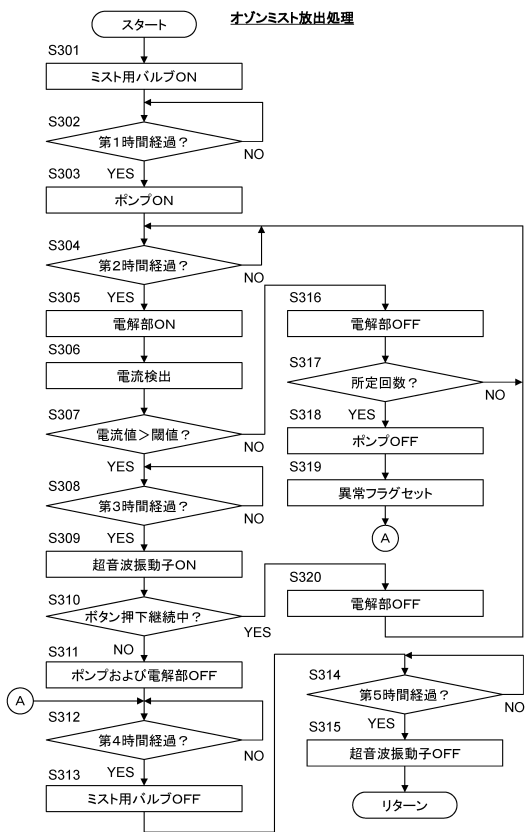 オゾンミスト放出処理
スタート
S301
ミスト用バルブON
S302
第1時間経過？
NO
S303
YES
ポンプON
S304
第2時間経過？
NO
S305
YES
電解部ON
S306
電流検出
S307
電流値＞閾値？
NO
YES
S308
第3時間経過？
NO
S309
YES
超音波振動子ON
S310
ボタン押下継続中？
YES
S311
NO
ポンプおよび電解部OFF
A
S312
第4時間経過？
NO
S313
YES
ミスト用バルブOFF
S316
電解部OFF
S317
所定回数？
NO
S318
YES
ポンプOFF
S319
異常フラグセット
A
S320
電解部OFF
S314
第5時間経過？
NO
S315
YES
超音波振動子OFF
リターン